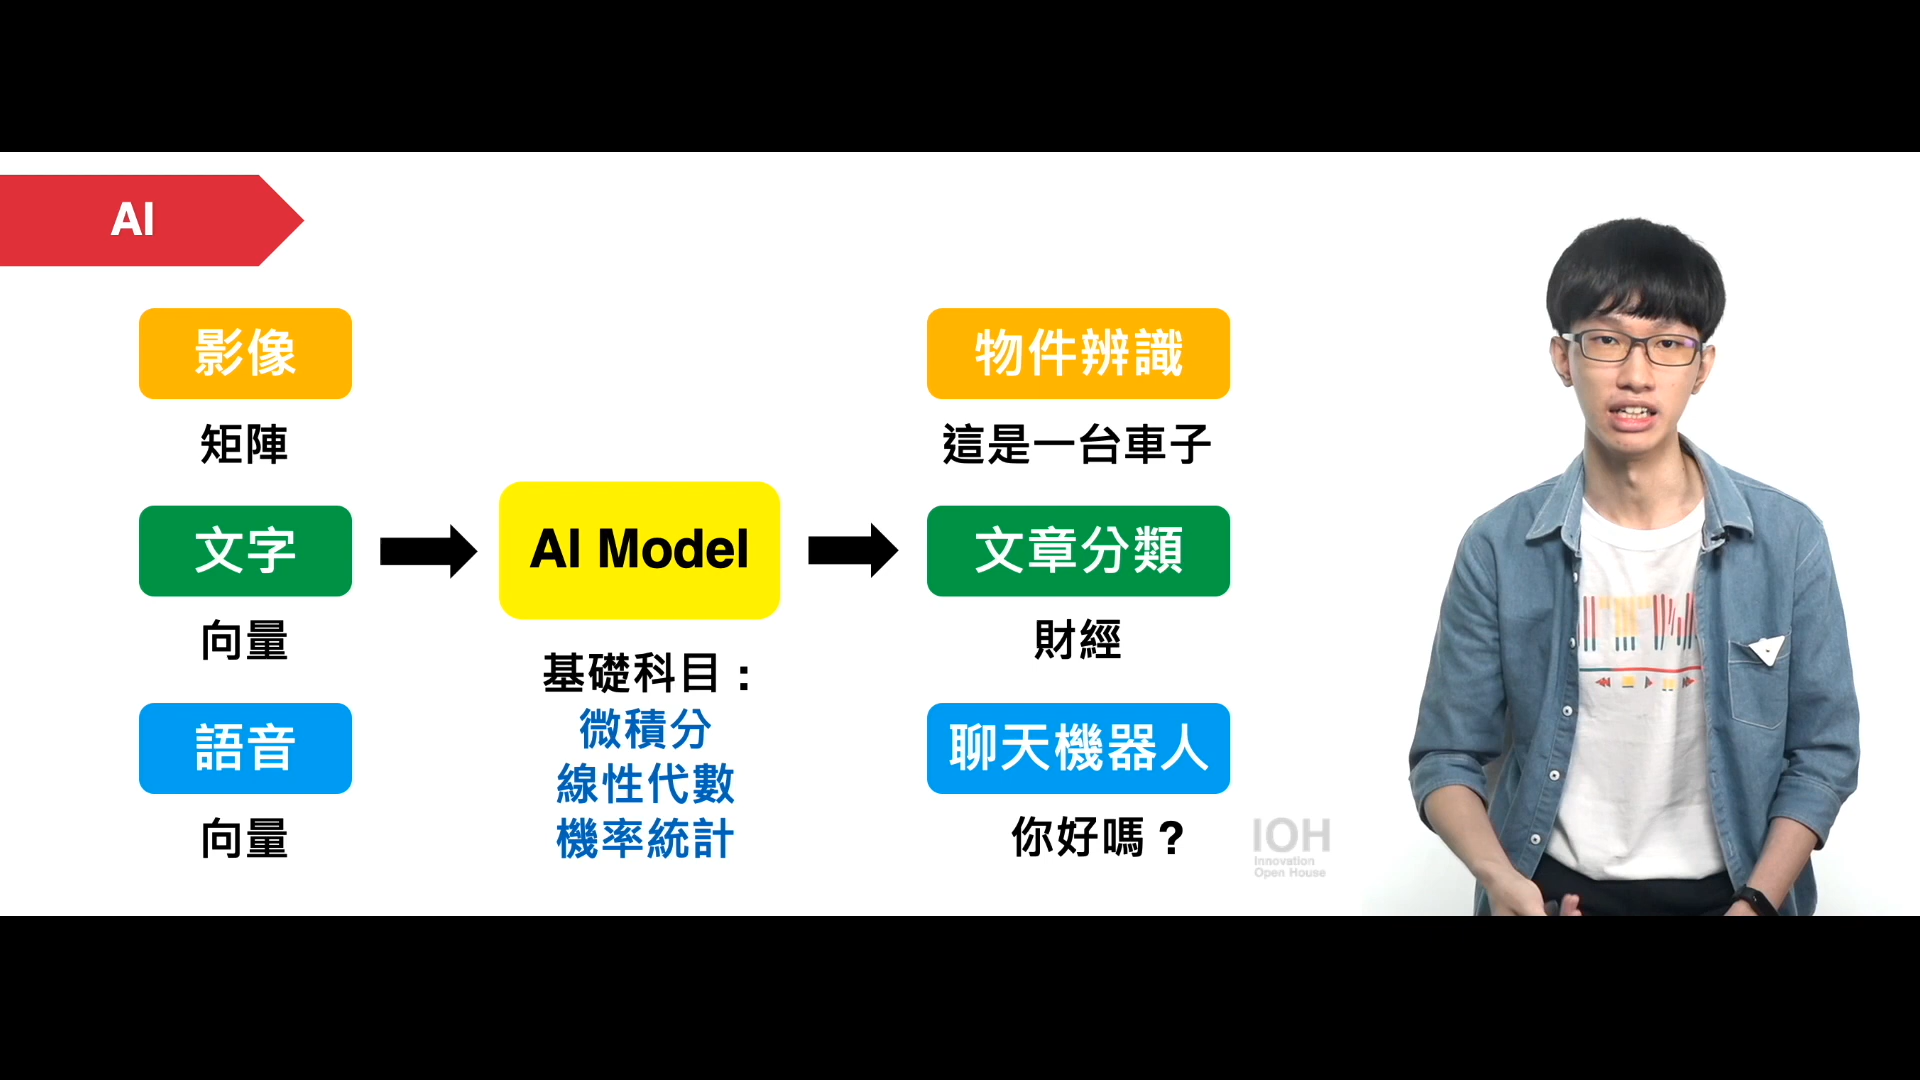 AI
影像
矩陣
文字
向量
語音
向量
AI Model
基礎科目：
微積分
線性代數
機率統計
物件辨識
這是一台車子
文章分類
財經
聊天機器人
你好嗎？
IOH
Innovation
Open House